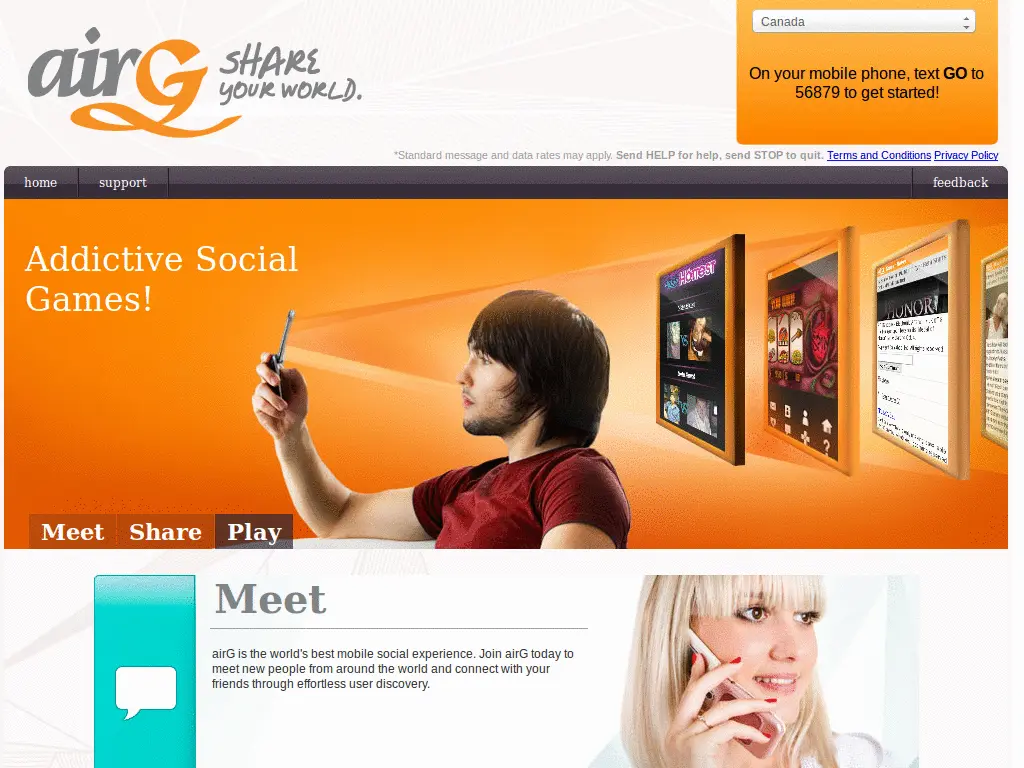 airG SHARE
YOUR WORLD.
Canada
On your mobile phone, text GO to
56879 to get started!
*Standard message and data rates may apply. Send HELP for help, send STOP to quit. Terms and Conditions Privacy Policy
home
support
feedback
Addictive Social
Games!
HONOR
Meet
Share
Play
Meet
airG is the world's best mobile social experience. Join airG today to
meet new people from around the world and connect with your
friends through effortless user discovery.